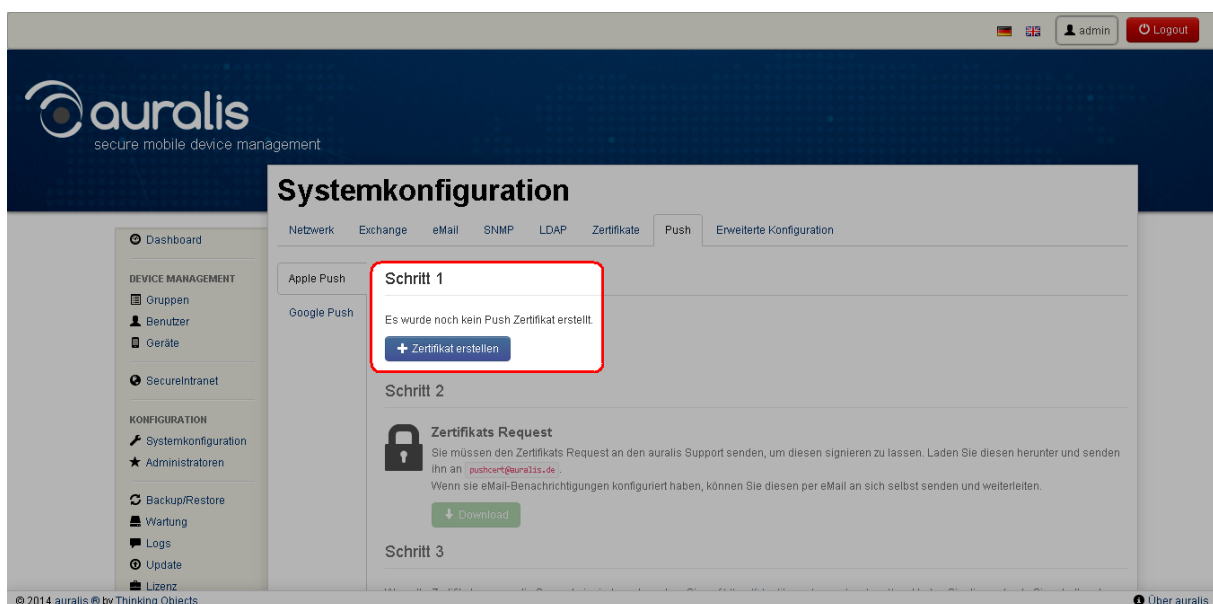 admin
Logout
auralis
secure mobile device management
Systemkonfiguration
Netzwerk Exchange eMail SNMP LDAP Zertifikate Push Erweiterte Konfiguration
Dashboard
DEVICE MANAGEMENT
Gruppen
Benutzer
Geräte
SecureIntranet
KONFIGURATION
Systemkonfiguration
Administratoren
Backup/Restore
Wartung
Logs
Update
Lizenz
Apple Push
Google Push
Schritt 1
Es wurde noch kein Push Zertifikat erstellt.
Zertifikat erstellen
Schritt 2
Zertifikats Request
Sie müssen den Zertifikats Request an den auralis Support senden, um diesen signieren zu lassen. Laden Sie diesen herunter und senden
ihn an pushcert@auralis.de .
Wenn sie eMail-Benachrichtigungen konfiguriert haben, können Sie diesen per eMail an sich selbst senden und weiterleiten.
Download
Schritt 3
© 2014 auralis ® by Thinking Objects
Über auralis